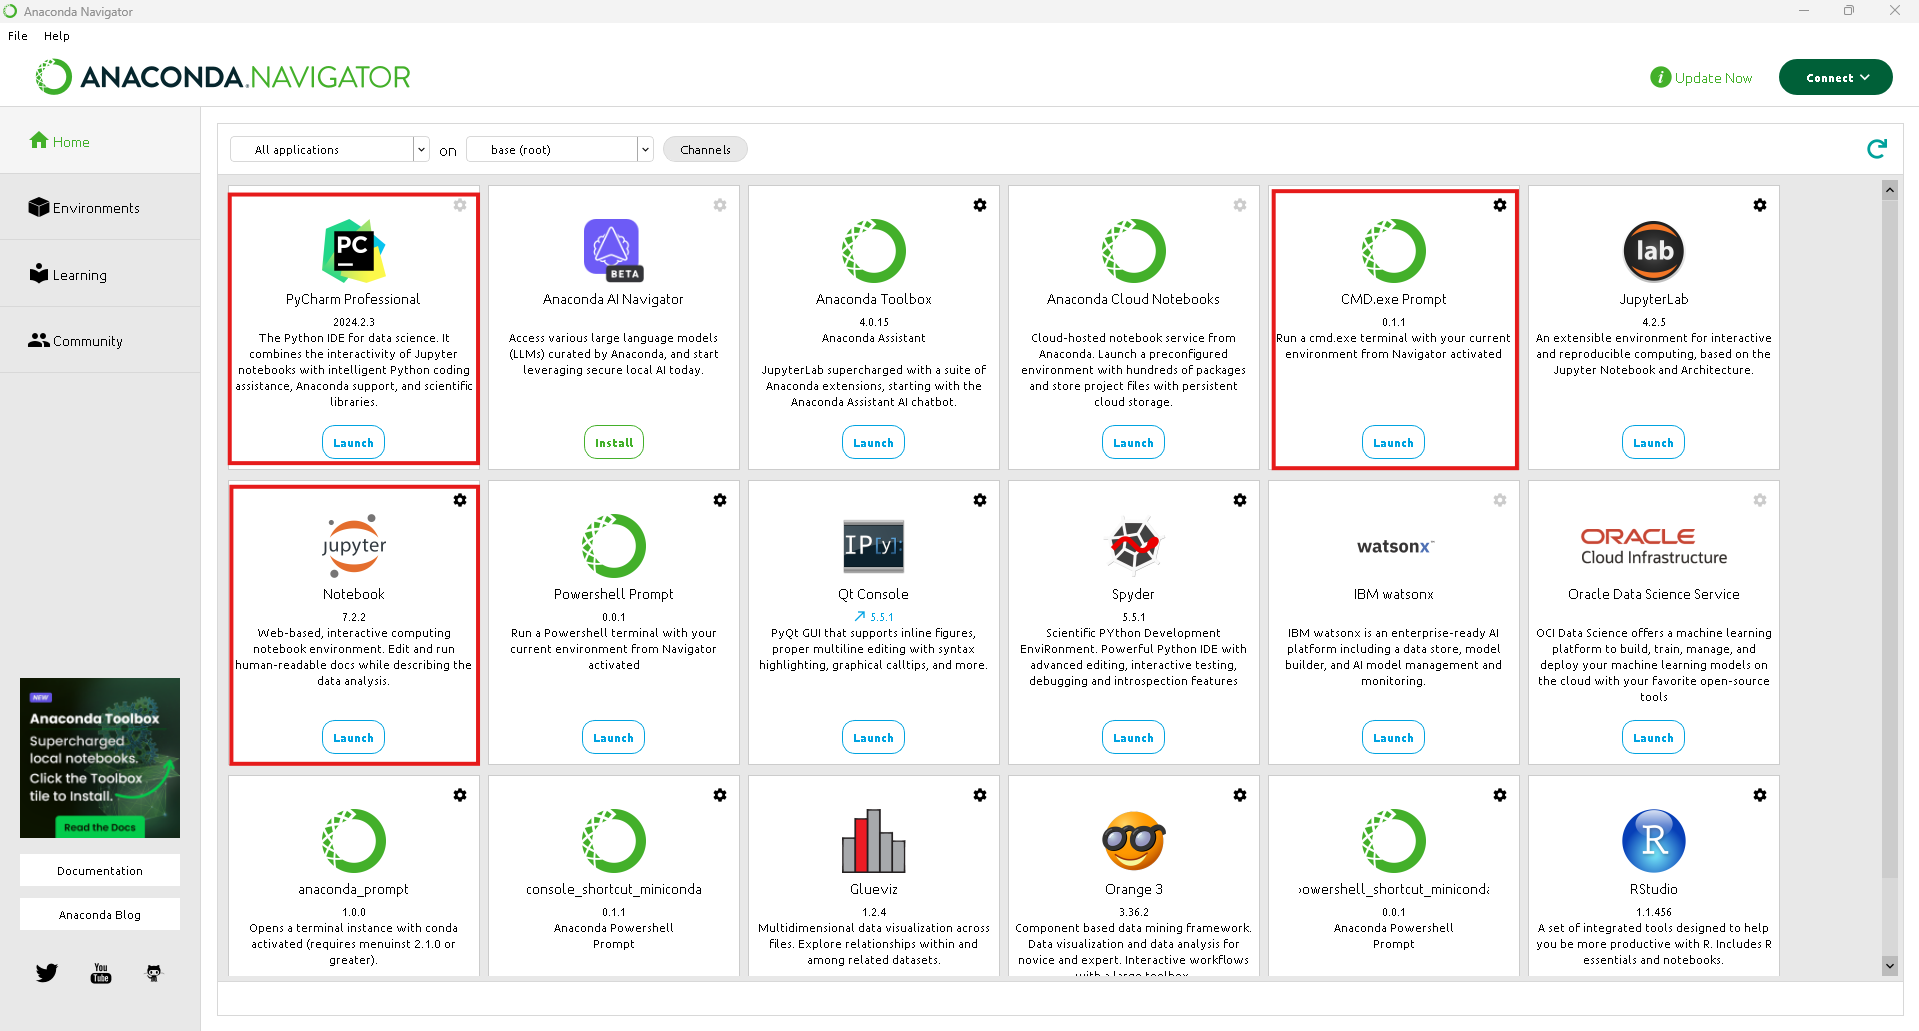 Anaconda Navigator
File Help
ANACONDA.NAVIGATOR
i Update Now
Connect
Home
Environments
Learning
Community
All applications
on
base (root)
Channels
PC
PyCharm Professional
2024.2.3
The Python IDE for data science. It
combines the interactivity of Jupyter
notebooks with intelligent Python coding
assistance, Anaconda support, and scientific
libraries.
Launch
BETA
Anaconda AI Navigator
Access various large language models
(LLMs) curated by Anaconda, and start
leveraging secure local AI today.
Install
Anaconda Toolbox
4.0.15
Anaconda Assistant
JupyterLab supercharged with a suite of
Anaconda extensions, starting with the
Anaconda Assistant AI chatbot.
Launch
Anaconda Cloud Notebooks
Cloud-hosted notebook service from
Anaconda. Launch a preconfigured
environment with hundreds of packages
and store project files with persistent
cloud storage.
Launch
CMD.exe Prompt
0.1.1
Run a cmd.exe terminal with your current
environment from Navigator activated
Launch
lab
JupyterLab
4.2.5
An extensible environment for interactive
and reproducible computing, based on the
Jupyter Notebook and Architecture.
Launch
jupyter
Notebook
7.2.2
Web-based, interactive computing
notebook environment. Edit and run
human-readable docs while describing the
data analysis.
Launch
Powershell Prompt
0.0.1
Run a Powershell terminal with your
current environment from Navigator
activated
Launch
IP[y]:
Qt Console
5.5.1
PyQt GUI that supports inline figures,
proper multiline editing with syntax
highlighting, graphical calltips, and more.
Launch
Spyder
5.5.1
Scientific PYthon Development
EnviRonment. Powerful Python IDE with
advanced editing, interactive testing,
debugging and introspection features
Launch
watsonx
IBM watsonx
IBM watsonx is an enterprise-ready AI
platform including a data store, model
builder, and AI model management and
monitoring.
Launch
ORACLE
Cloud Infrastructure
Oracle Data Science Service
OCI Data Science offers a machine learning
platform to build, train, manage, and
deploy your machine learning models on
the cloud with your favorite open-source
tools
Launch
anaconda_prompt
1.0.0
Opens a terminal instance with conda
activated (requires menuinst 2.1.0 or
greater).
console_shortcut_miniconda
0.1.1
Anaconda Powershell
Prompt
Glueviz
1.2.4
Multidimensional data visualization across
files. Explore relationships within and
among related datasets.
Orange 3
3.36.2
Component based data mining framework.
Data visualization and data analysis for
novice and expert. Interactive workflows
with a large toolbox.
powershell_shortcut_miniconda
0.0.1
Anaconda Powershell
Prompt
R
RStudio
1.1.456
A set of integrated tools designed to help
you be more productive with R. Includes R
essentials and notebooks.
NEW
Anaconda Toolbox
Supercharged
local notebooks.
Click the Toolbox
tile to Install.
Read the Docs
Documentation
Anaconda Blog
You
Tube